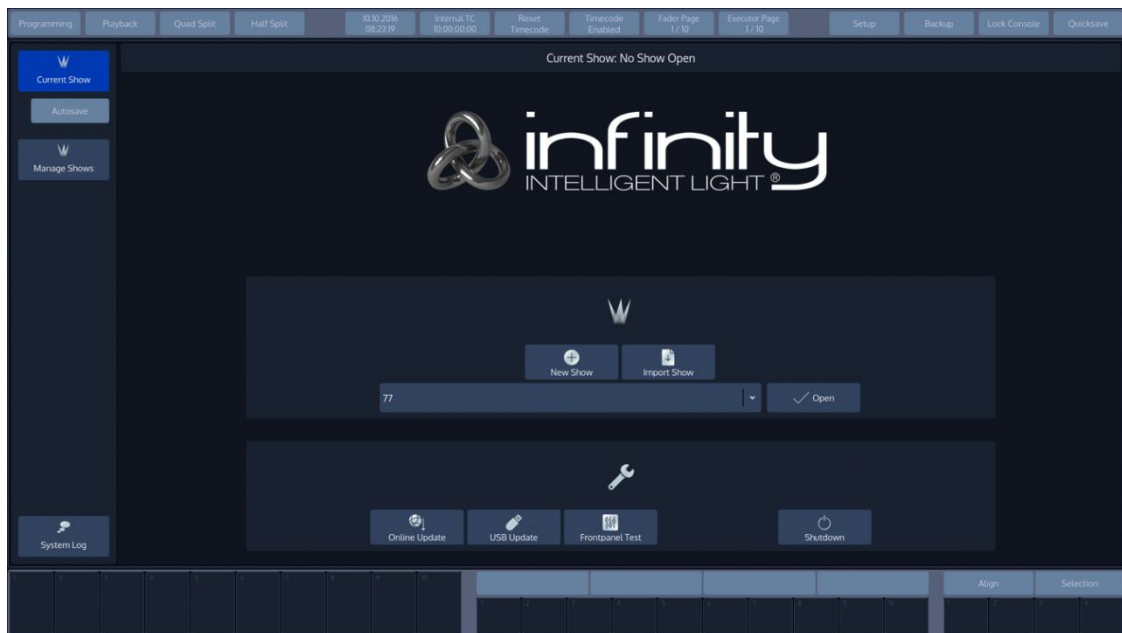 Programming
Playback
Quad Split
Half Split
10.10.2016
08:23:19
Internal TC
10:00:00:00
Reset
Timecode
Timecode
Enabled
Fader Page
1 / 10
Executor Page
1 / 10
Setup
Backup
Lock Console
Quicksave
Current Show
Autosave
Manage Shows
System Log
Current Show: No Show Open
infinity
INTELLIGENT LIGHT ®
New Show
Import Show
77
Open
Online Update
USB Update
Frontpanel Test
Shutdown
Align
Selection